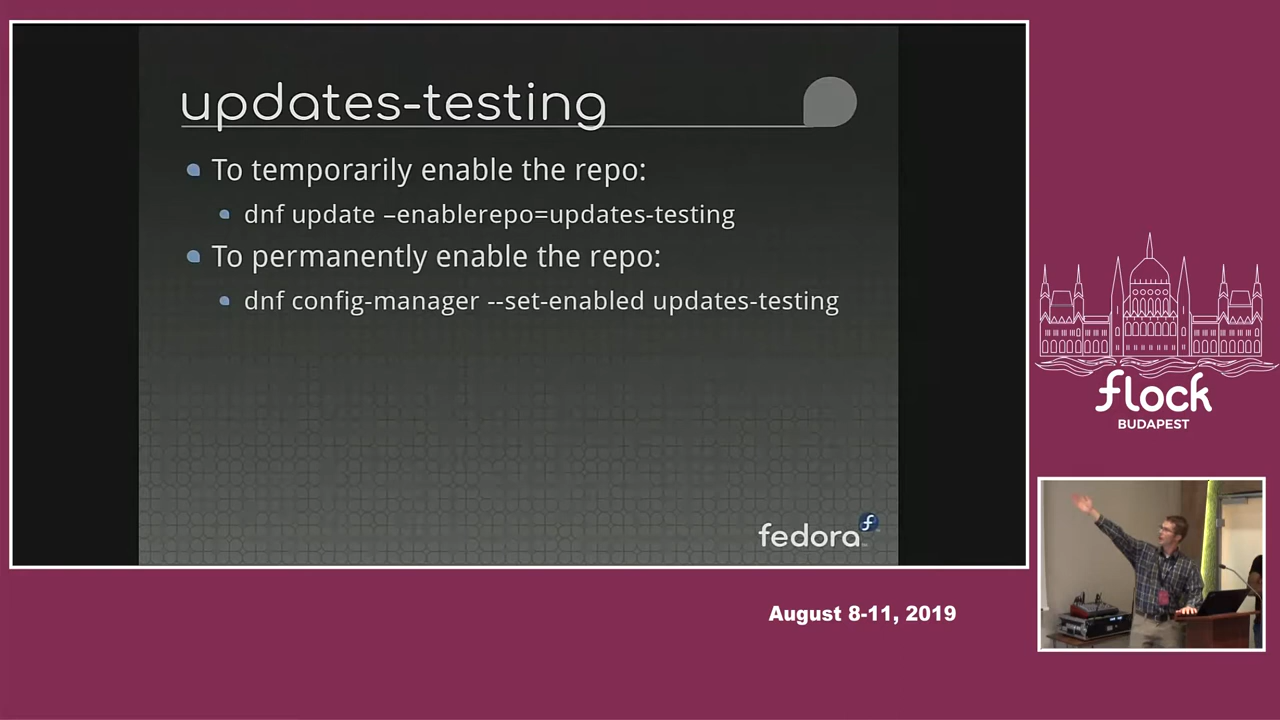 updates-testing
To temporarily enable the repo:
dnf update –enablerepo=updates-testing
To permanently enable the repo:
dnf config-manager --set-enabled updates-testing
fedora
flock
BUDAPEST
August 8-11, 2019